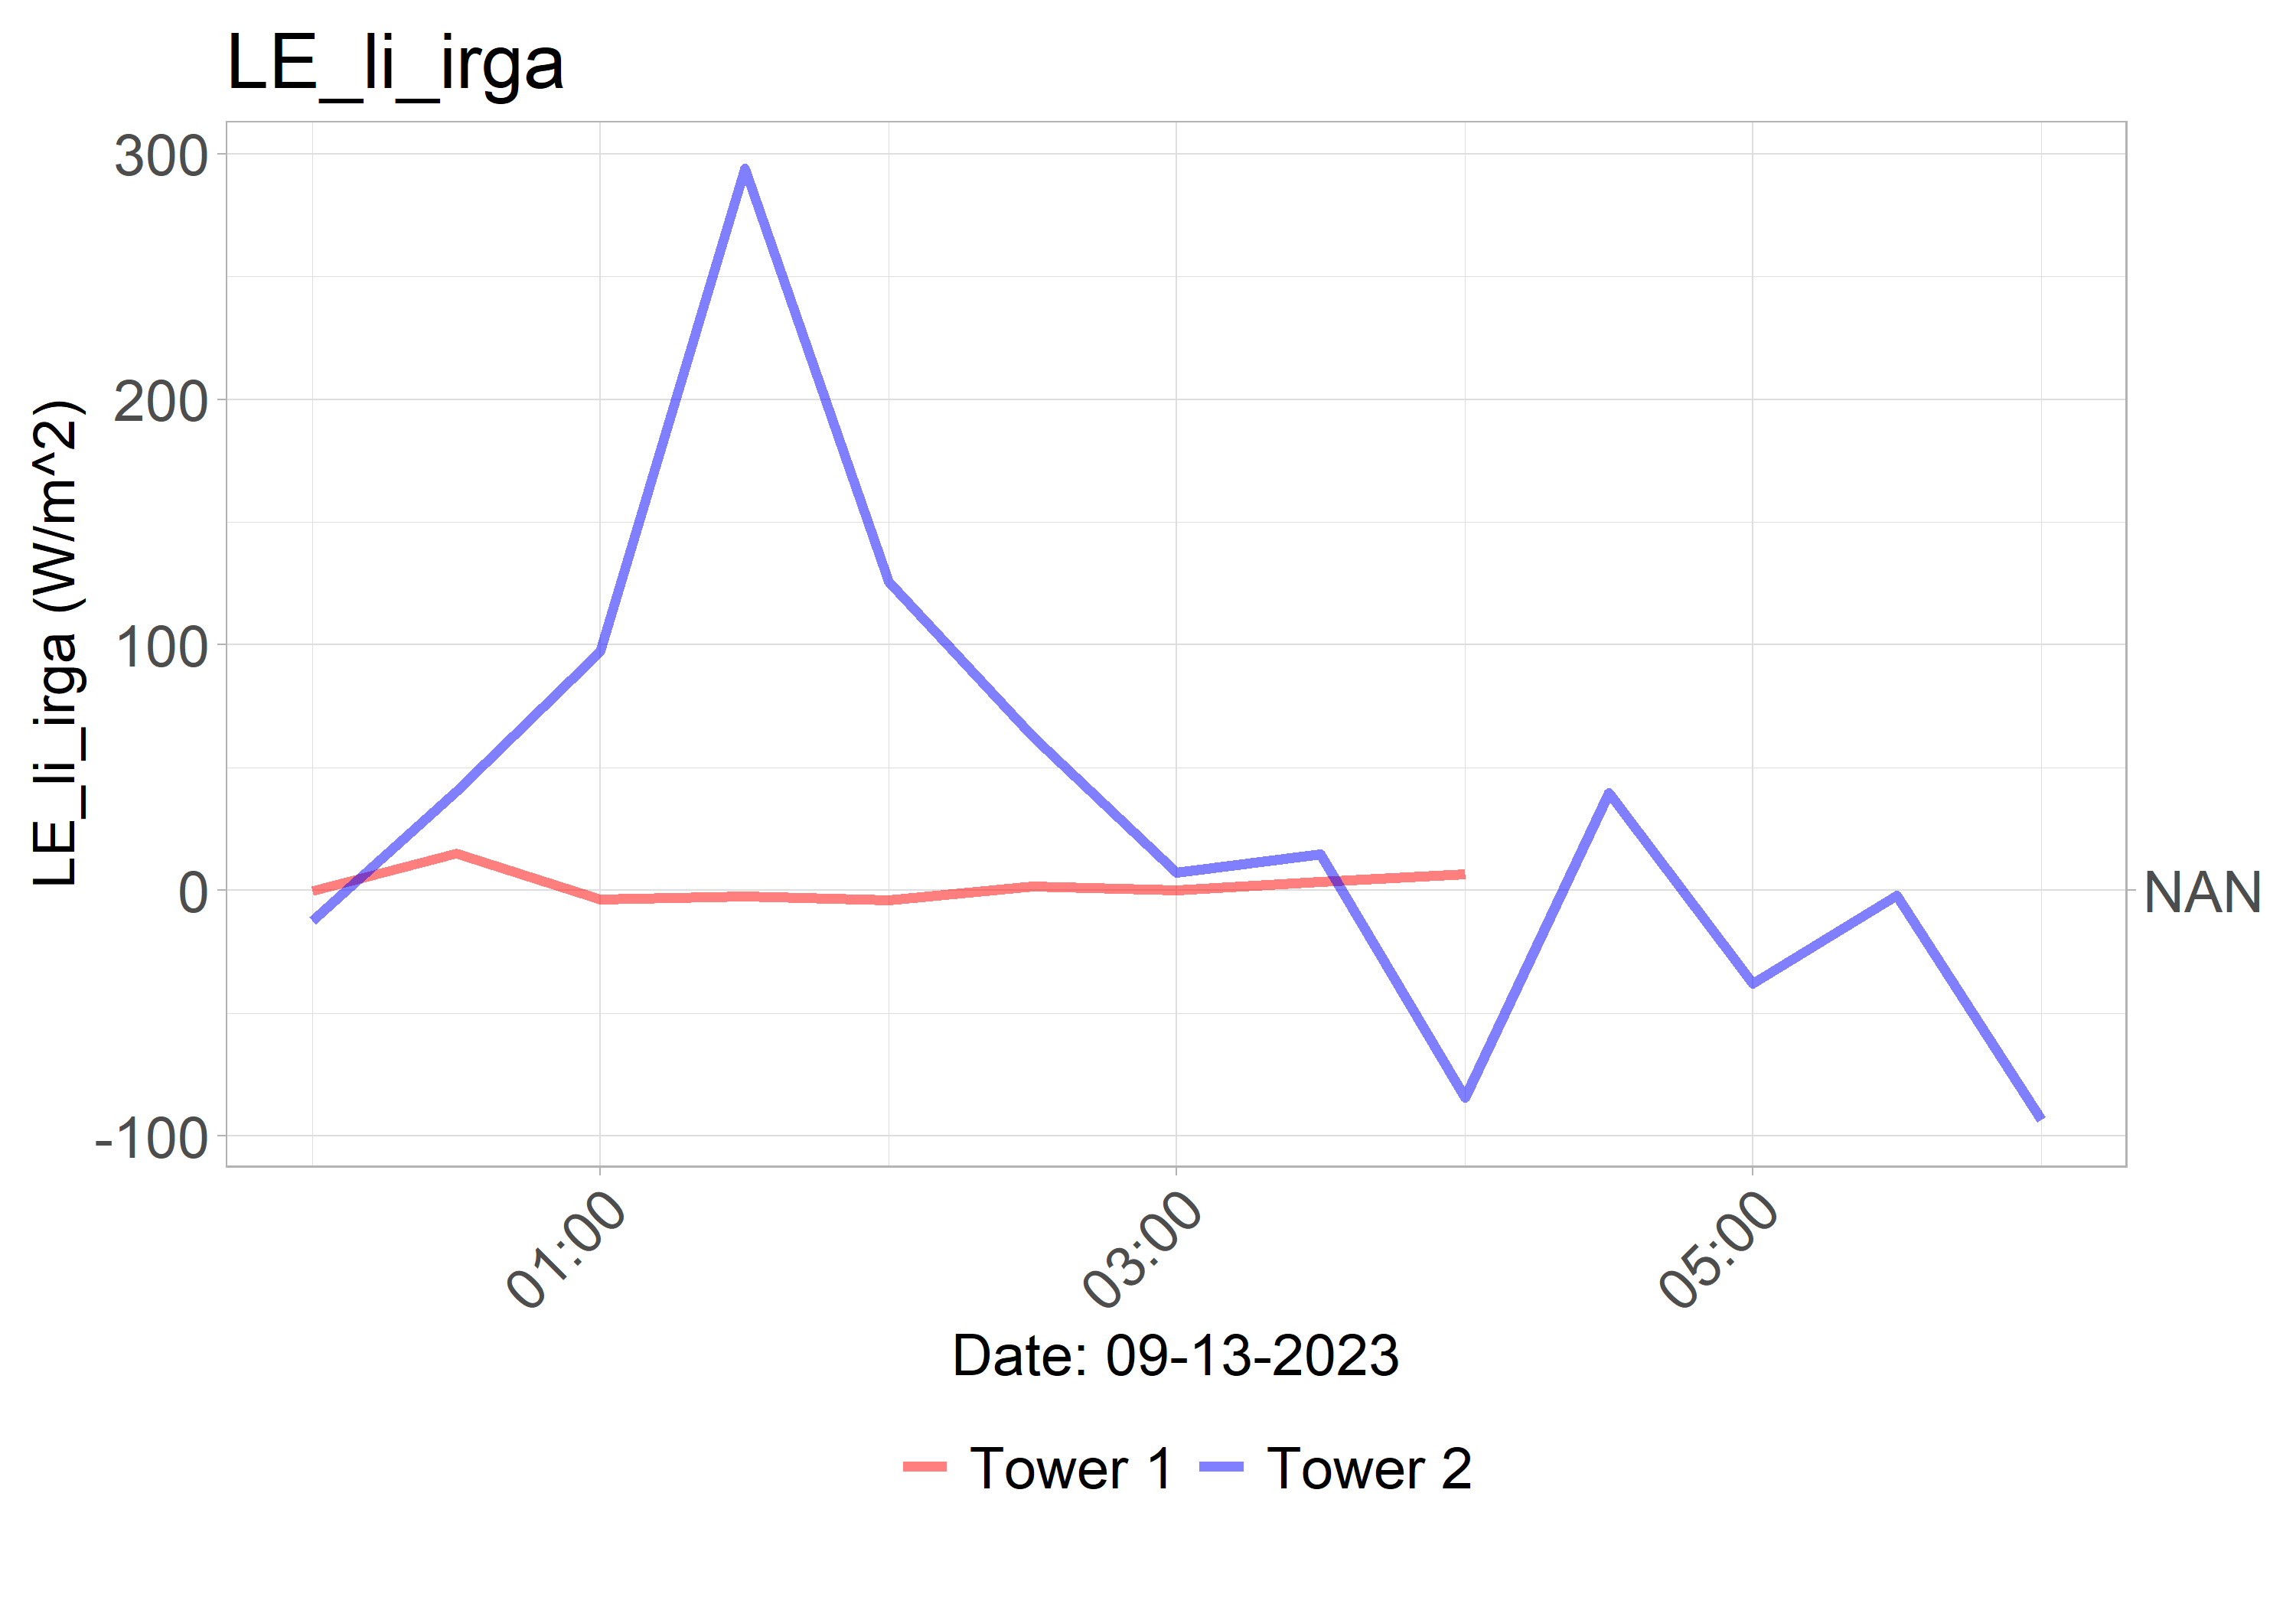 LE_li_irga
300
200
100
0
-100
LE_li_irga (W/m^2)
NAN
01:00
03:00
05:00
Date: 09-13-2023
Tower 1
Tower 2